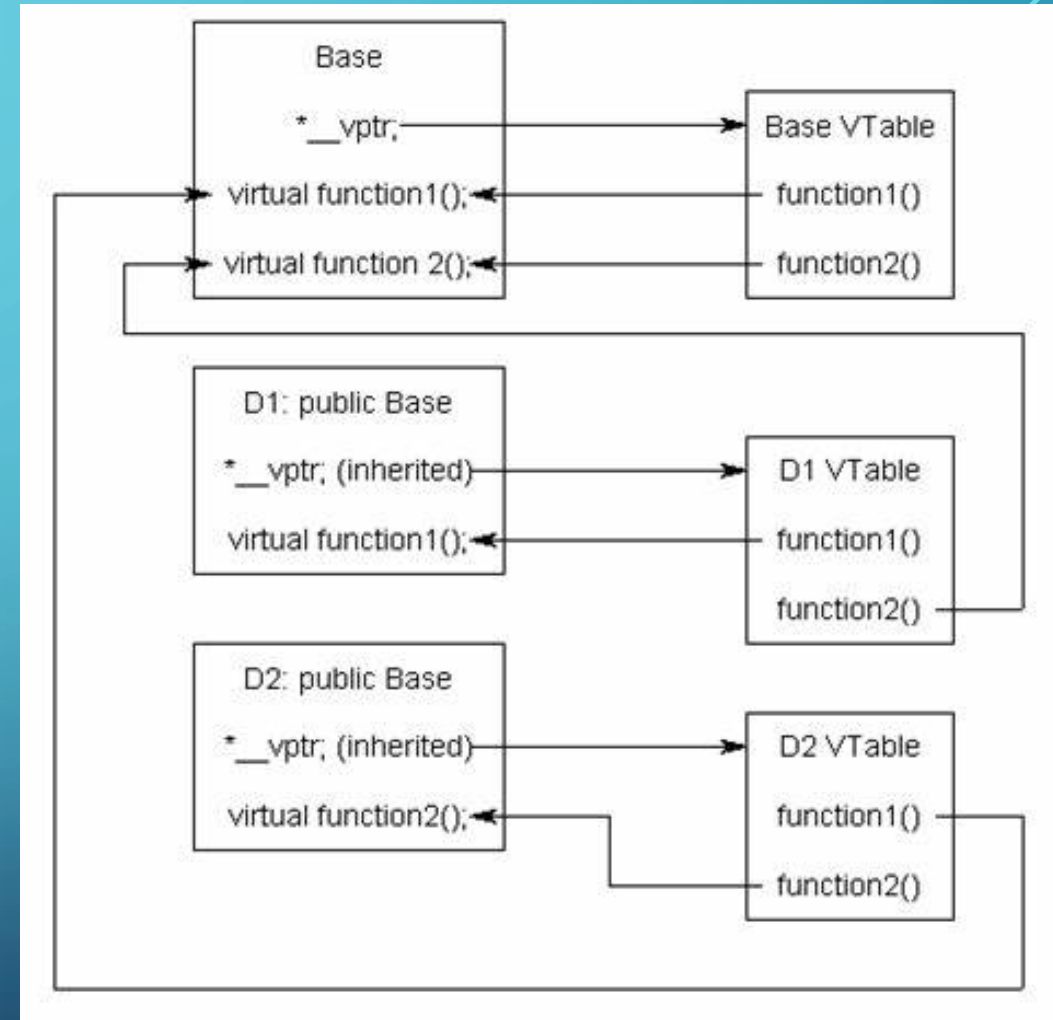 Base
*__vptr;
virtual function1();
virtual function 2();
Base VTable
function1()
function2()
D1: public Base
*__vptr; (inherited)
virtual function1();
D1 VTable
function1()
function2()
D2: public Base
*__vptr; (inherited)
virtual function2();
D2 VTable
function1()
function2()